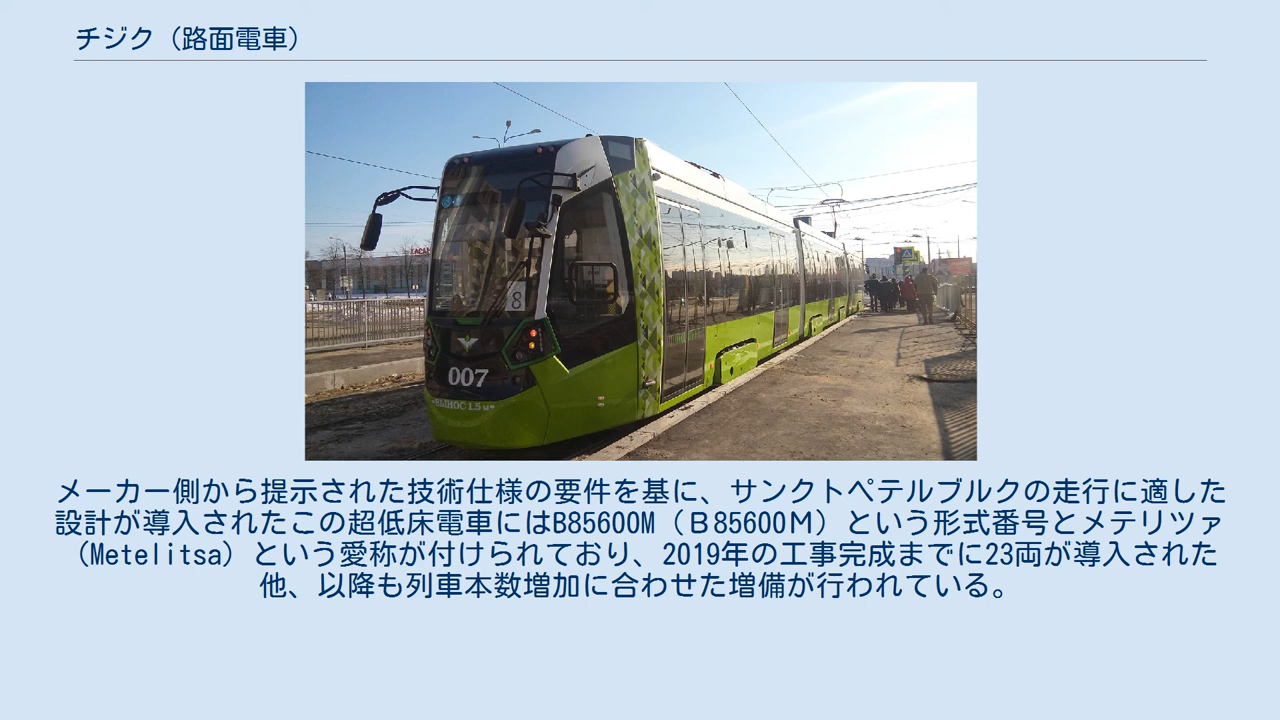 チジク（路面電車）
8
007
ВЫНОС 1.5 м
メーカー側から提示された技術仕様の要件を基に、サンクトペテルブルクの走行に適した
設計が導入されたこの超低床電車にはB85600M（В85600М）という形式番号とメテリツァ
（Metelitsa）という愛称が付けられており、2019年の工事完成までに23両が導入された
他、以降も列車本数増加に合わせた増備が行われている。